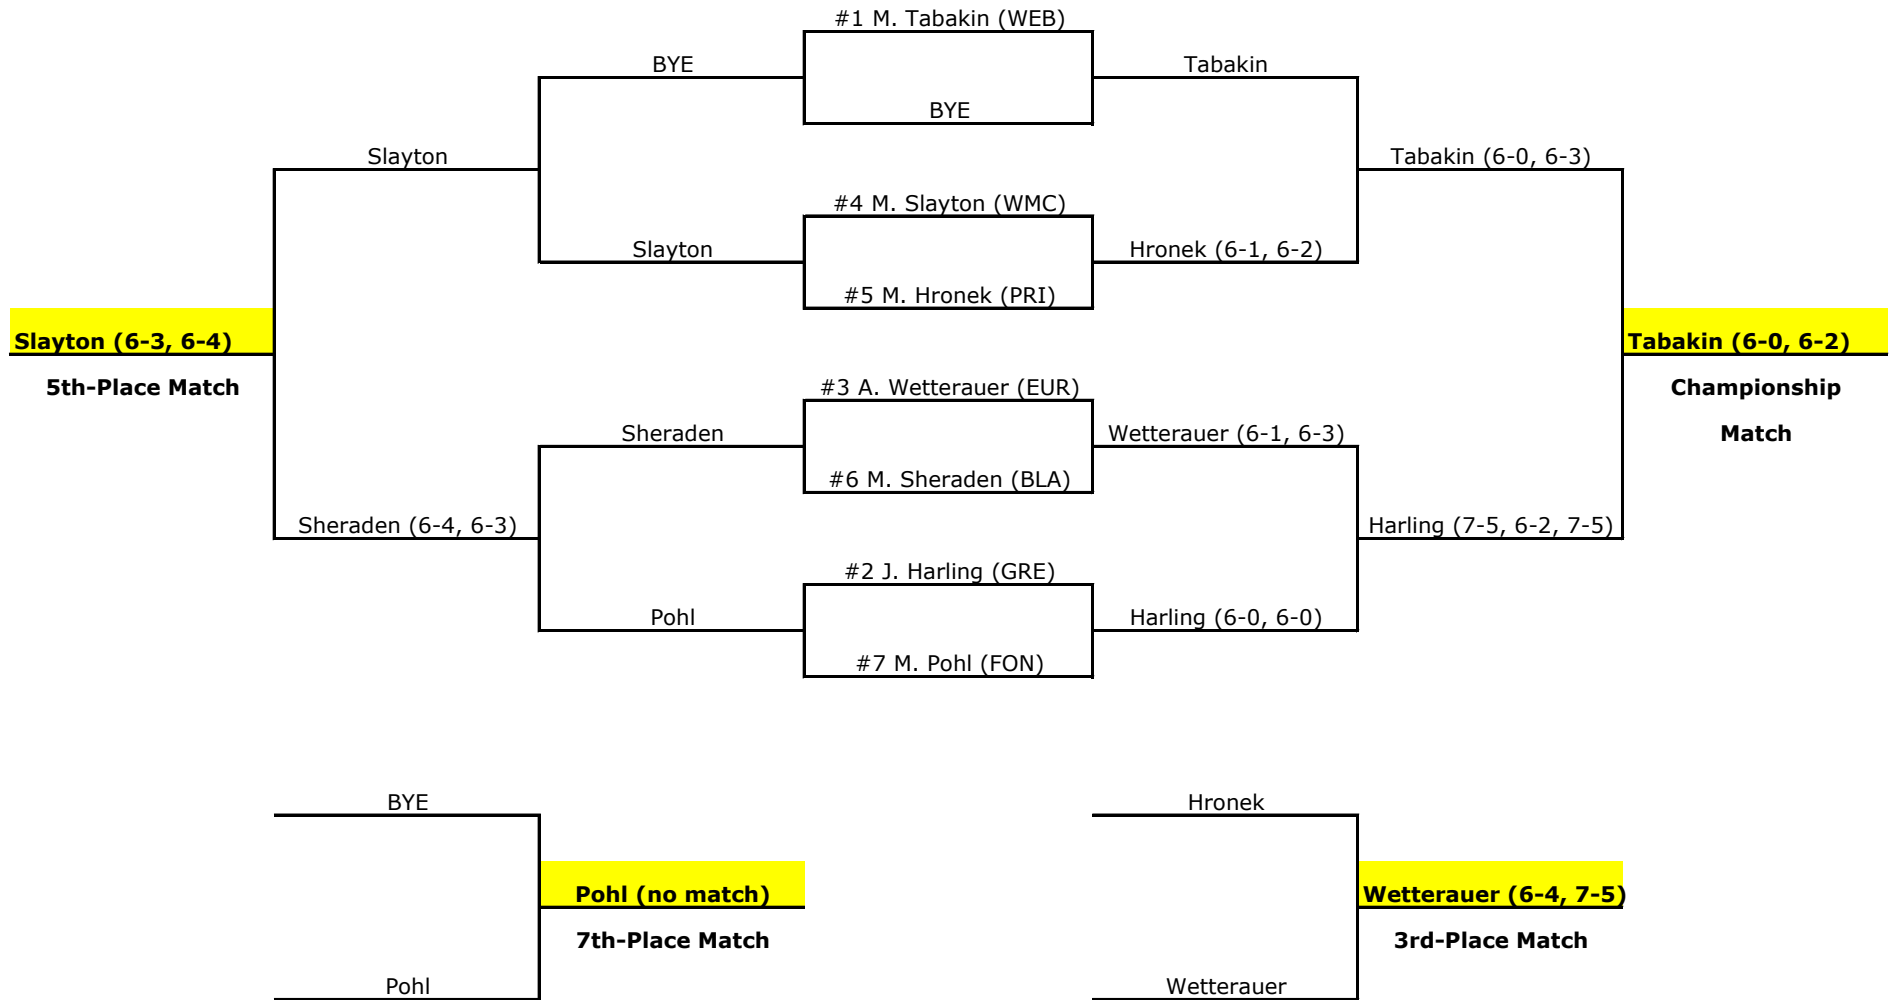 #1 M. Tabakin (WEB)
BYE
Tabakin
BYE
Slayton
Tabakin (6-0, 6-3)
#4 M. Slayton (WMC)
Slayton
Hronek (6-1, 6-2)
#5 M. Hronek (PRI)
Slayton (6-3, 6-4)
Tabakin (6-0, 6-2)
5th-Place Match
#3 A. Wetterauer (EUR)
Championship
Match
Sheraden
Wetterauer (6-1, 6-3)
#6 M. Sheraden (BLA)
Sheraden (6-4, 6-3)
Harling (7-5, 6-2, 7-5)
#2 J. Harling (GRE)
Pohl
Harling (6-0, 6-0)
#7 M. Pohl (FON)
BYE
Hronek
Pohl (no match)
Wetterauer (6-4, 7-5)
7th-Place Match
3rd-Place Match
Pohl
Wetterauer